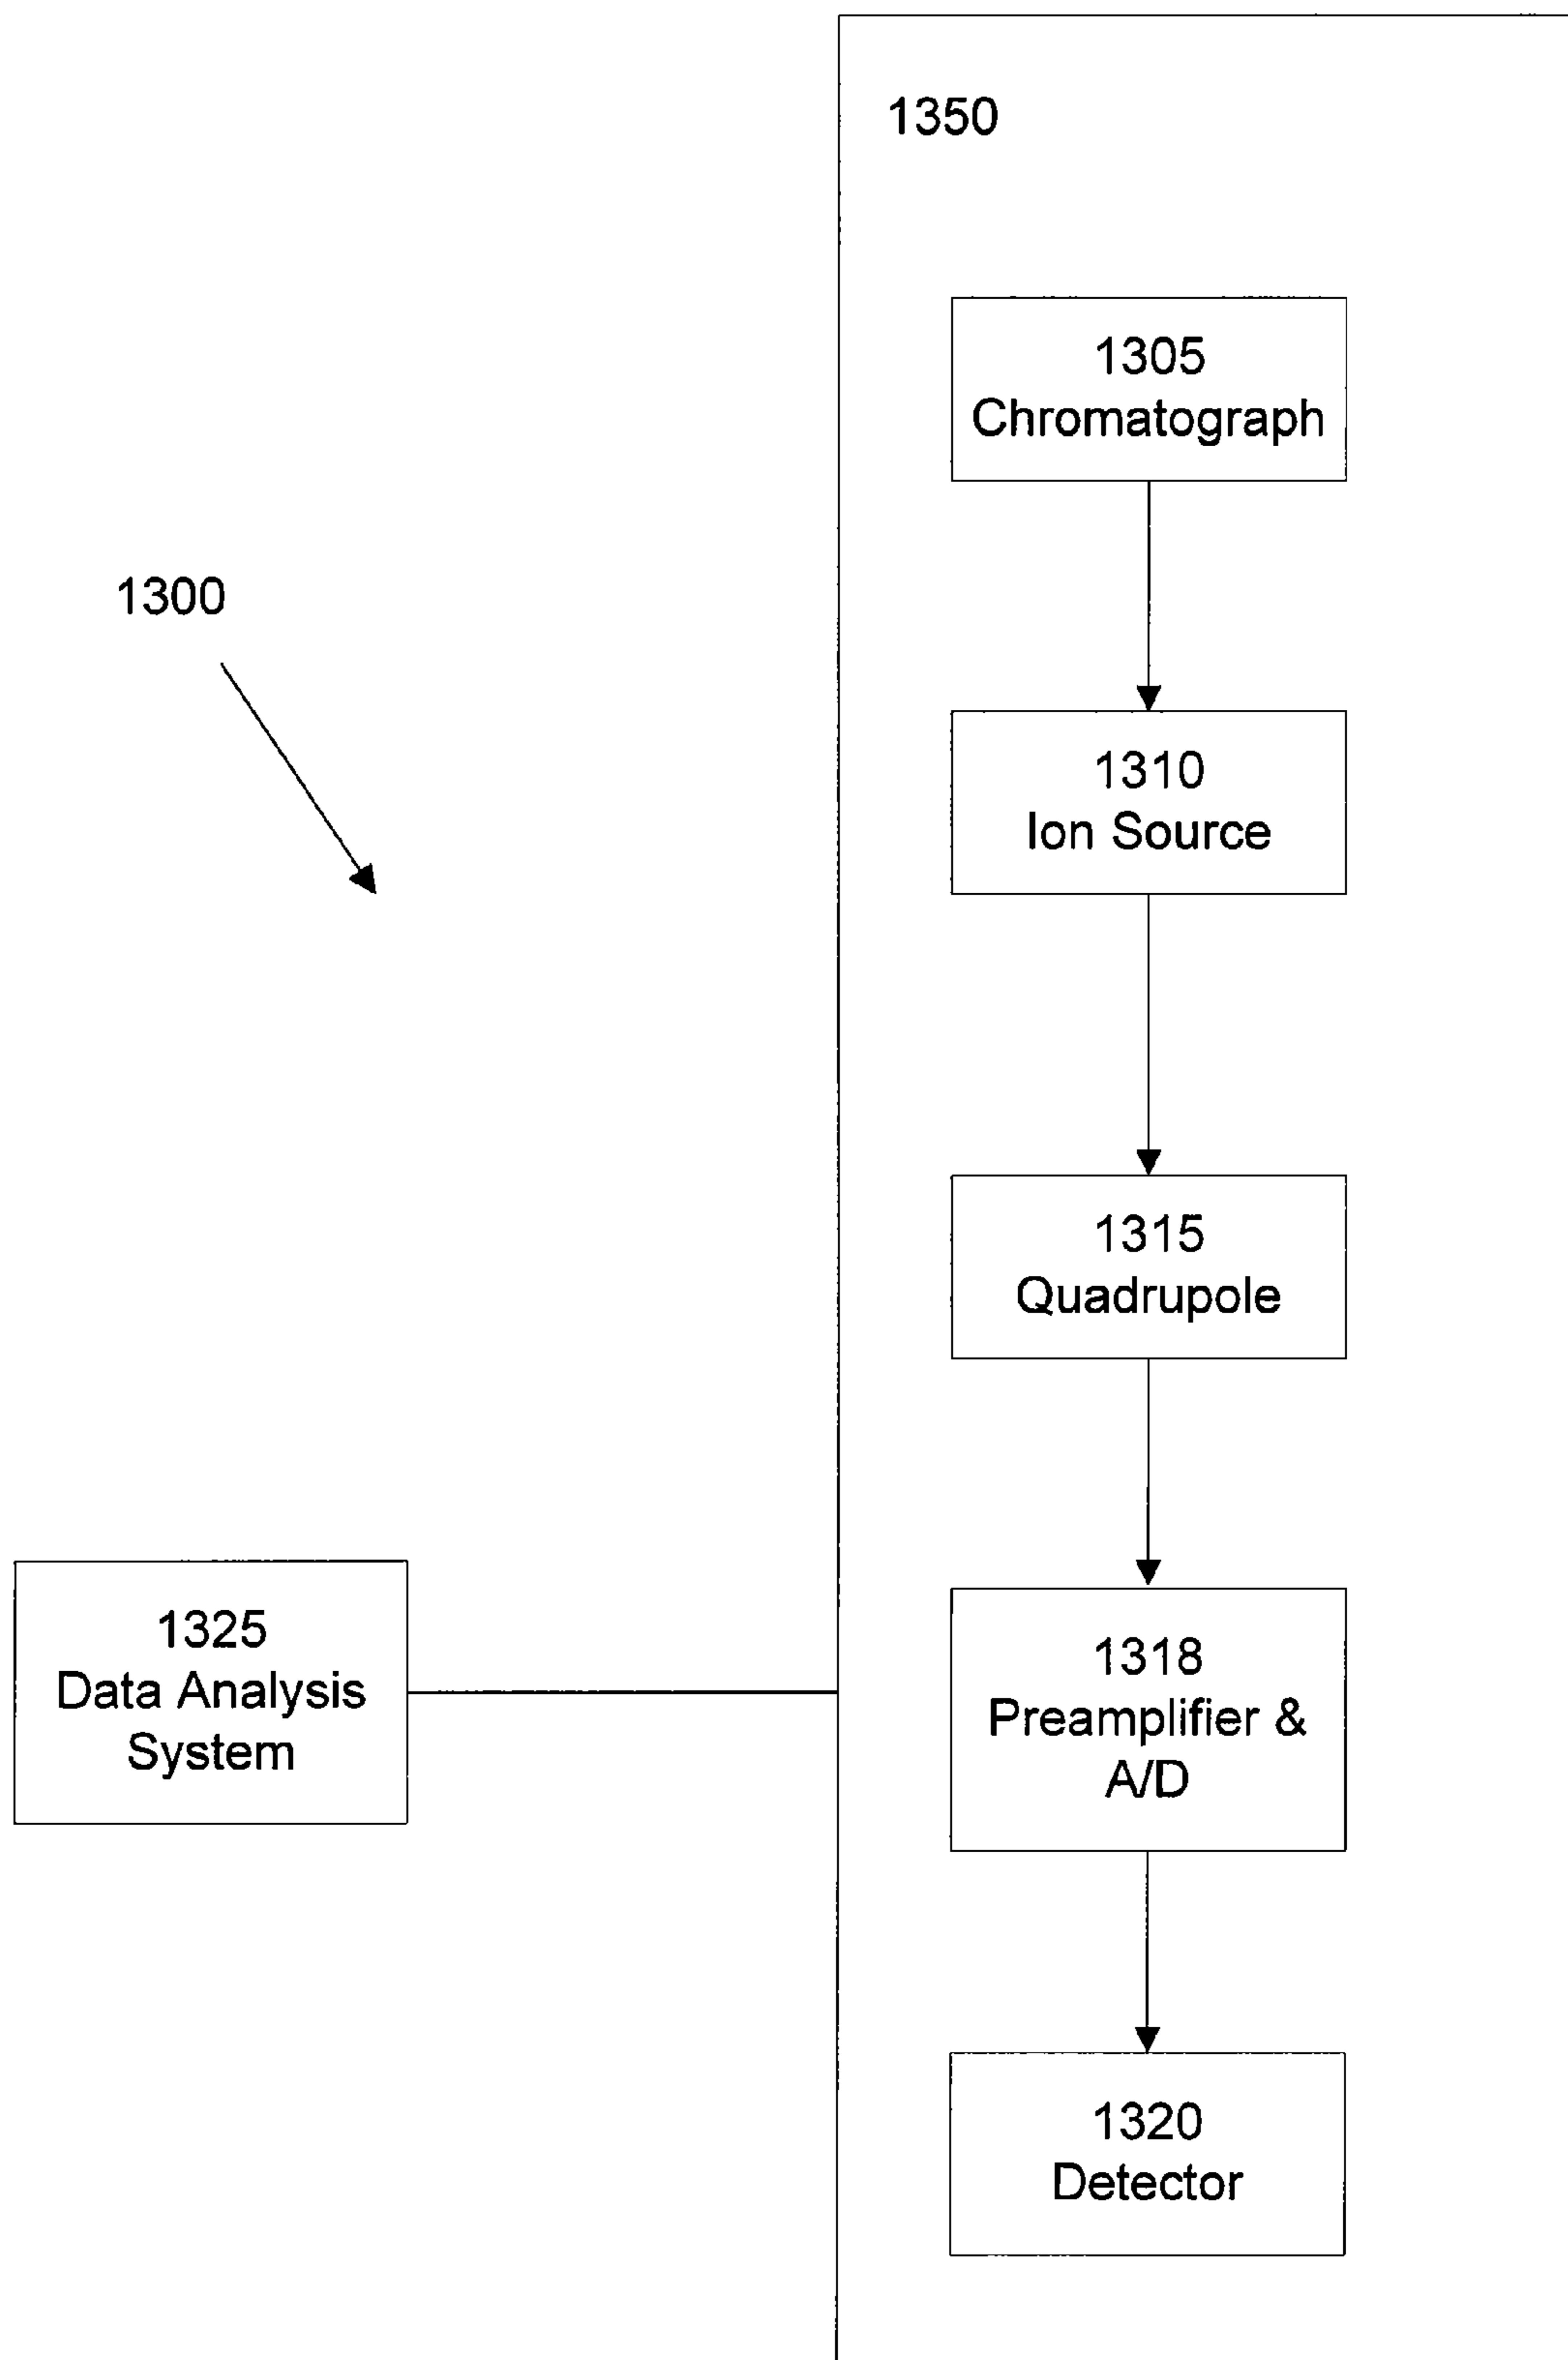 1350
1305
Chromatograph
1300
1310
Ion Source
1315
Quadrupole
1325
Data Analysis
System
1318
Preamplifier &
A/D
1320
Detector